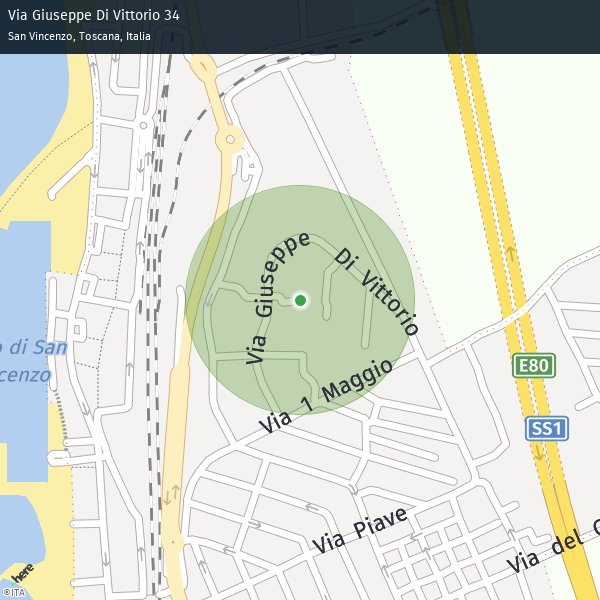 Via Giuseppe Di Vittorio 34
San Vincenzo, Toscana, Italia
Via Giuseppe Di Vittorio
o di San
cenzo
E80
Via 1 Maggio
SS1
Via Piave
Via del C
here
©ITA